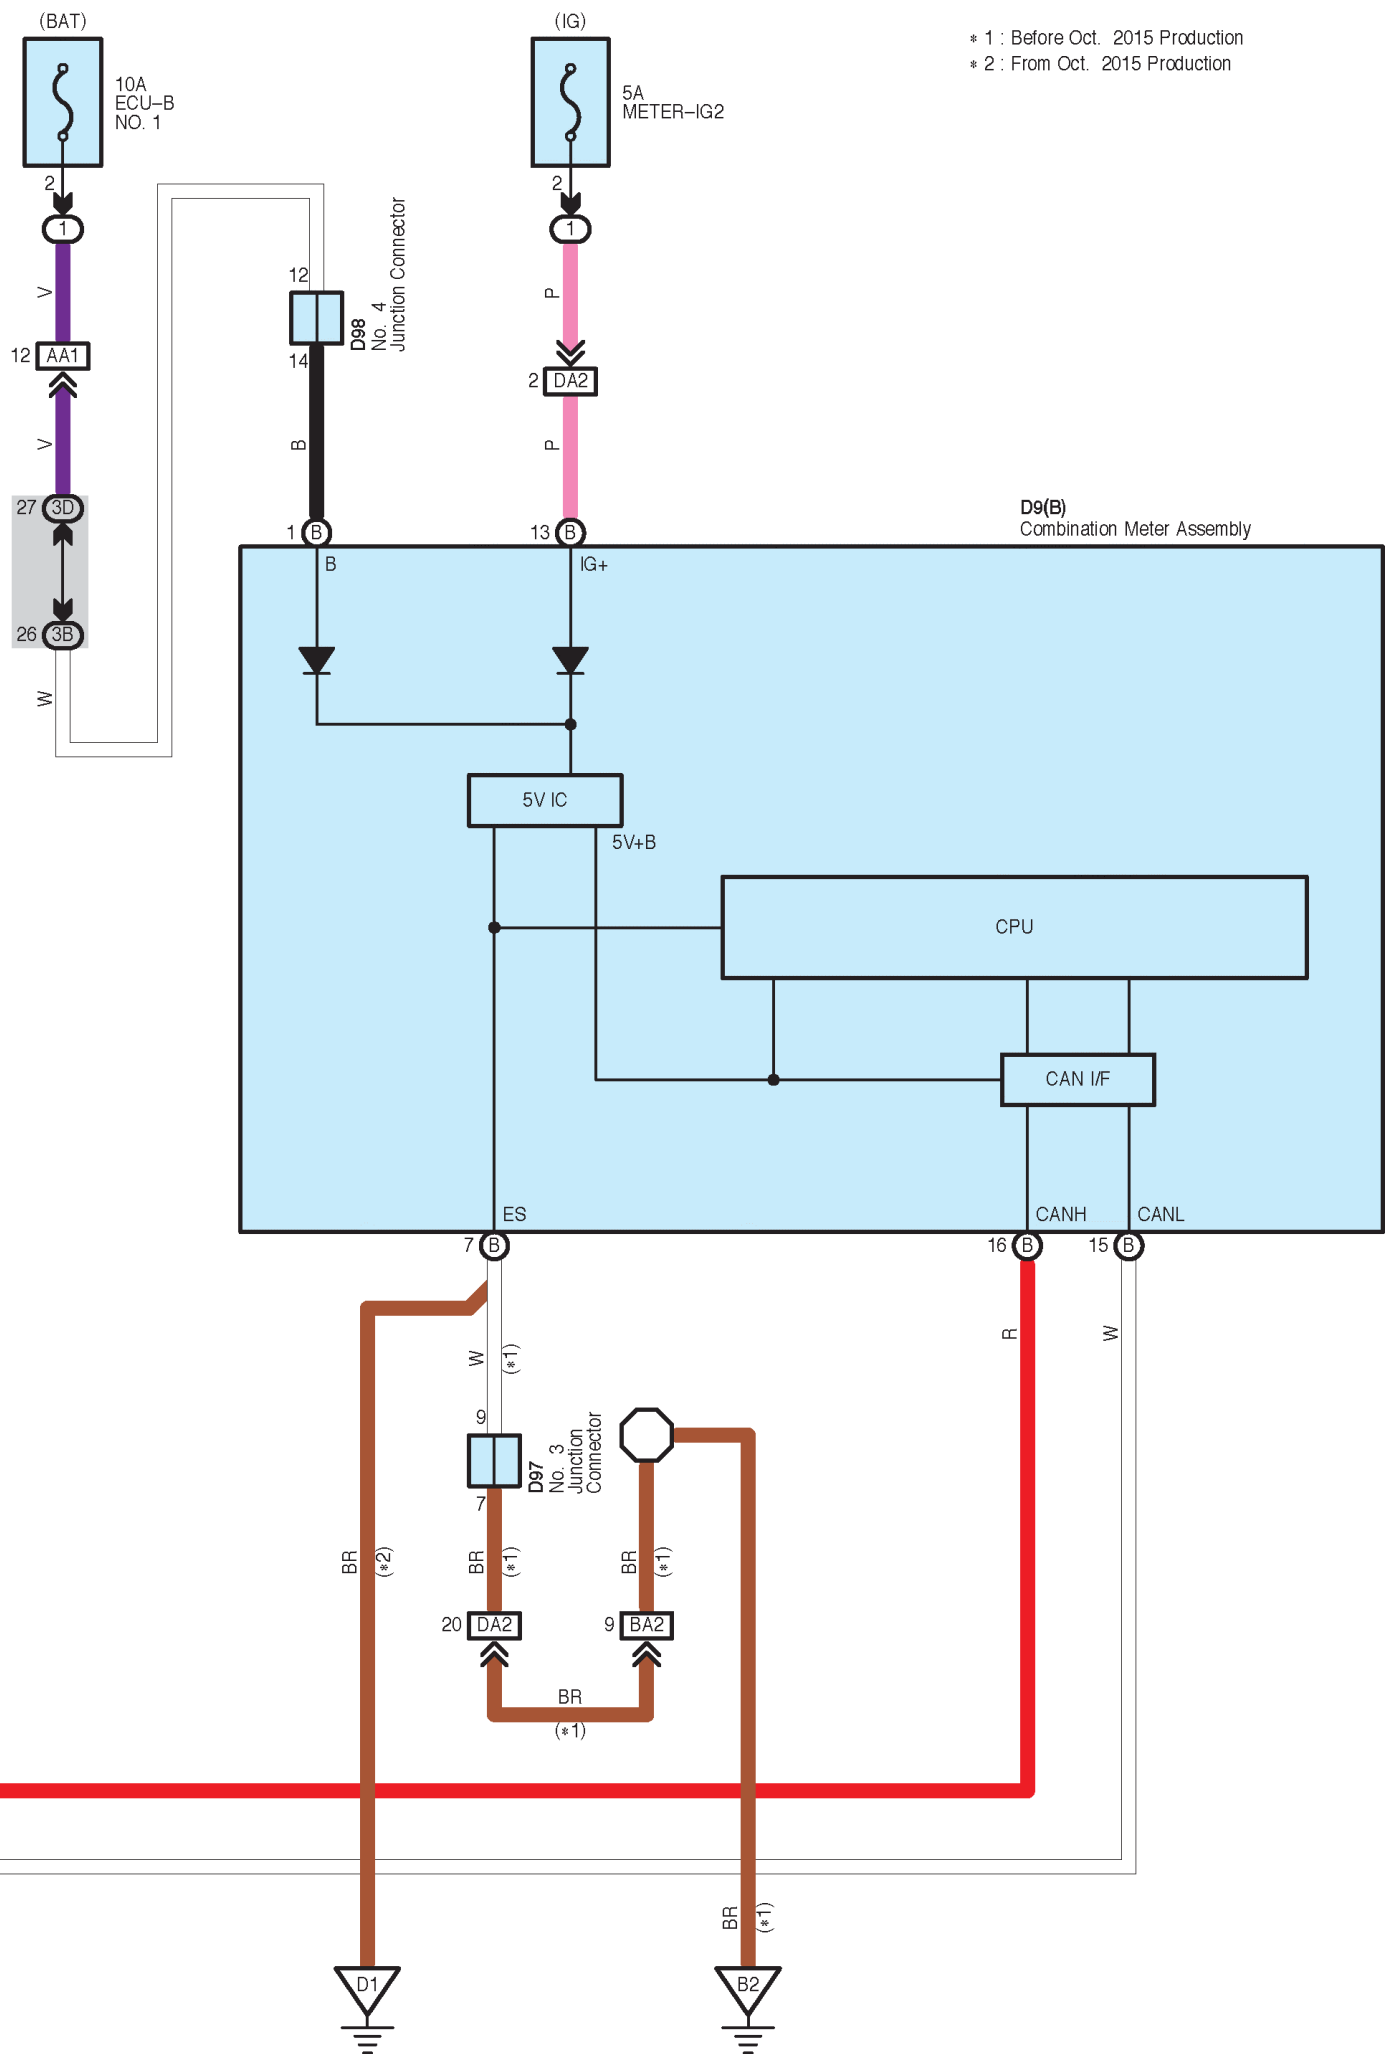 (BAT)
(IG)
* 1 : Before Oct. 2015 Production
* 2 : From Oct. 2015 Production
10A
ECU-B
NO. 1
5A
METER-IG2
2
2
1
1
V
P
12
D98
No. 4
Junction Connector
12 AA1
14
2 DA2
V
B
P
27 3D
1 B
13 B
D9(B)
Combination Meter Assembly
B
IG+
26 3B
W
5V IC
5V+B
CPU
CAN I/F
ES
CANH
CANL
7 B
16 B
15 B
W
(*1)
R
W
9
D97
No. 3
Junction
Connector
7
BR
(*2)
BR
(*1)
BR
(*1)
20 DA2
9 BA2
BR
(*1)
BR
(*1)
D1
B2